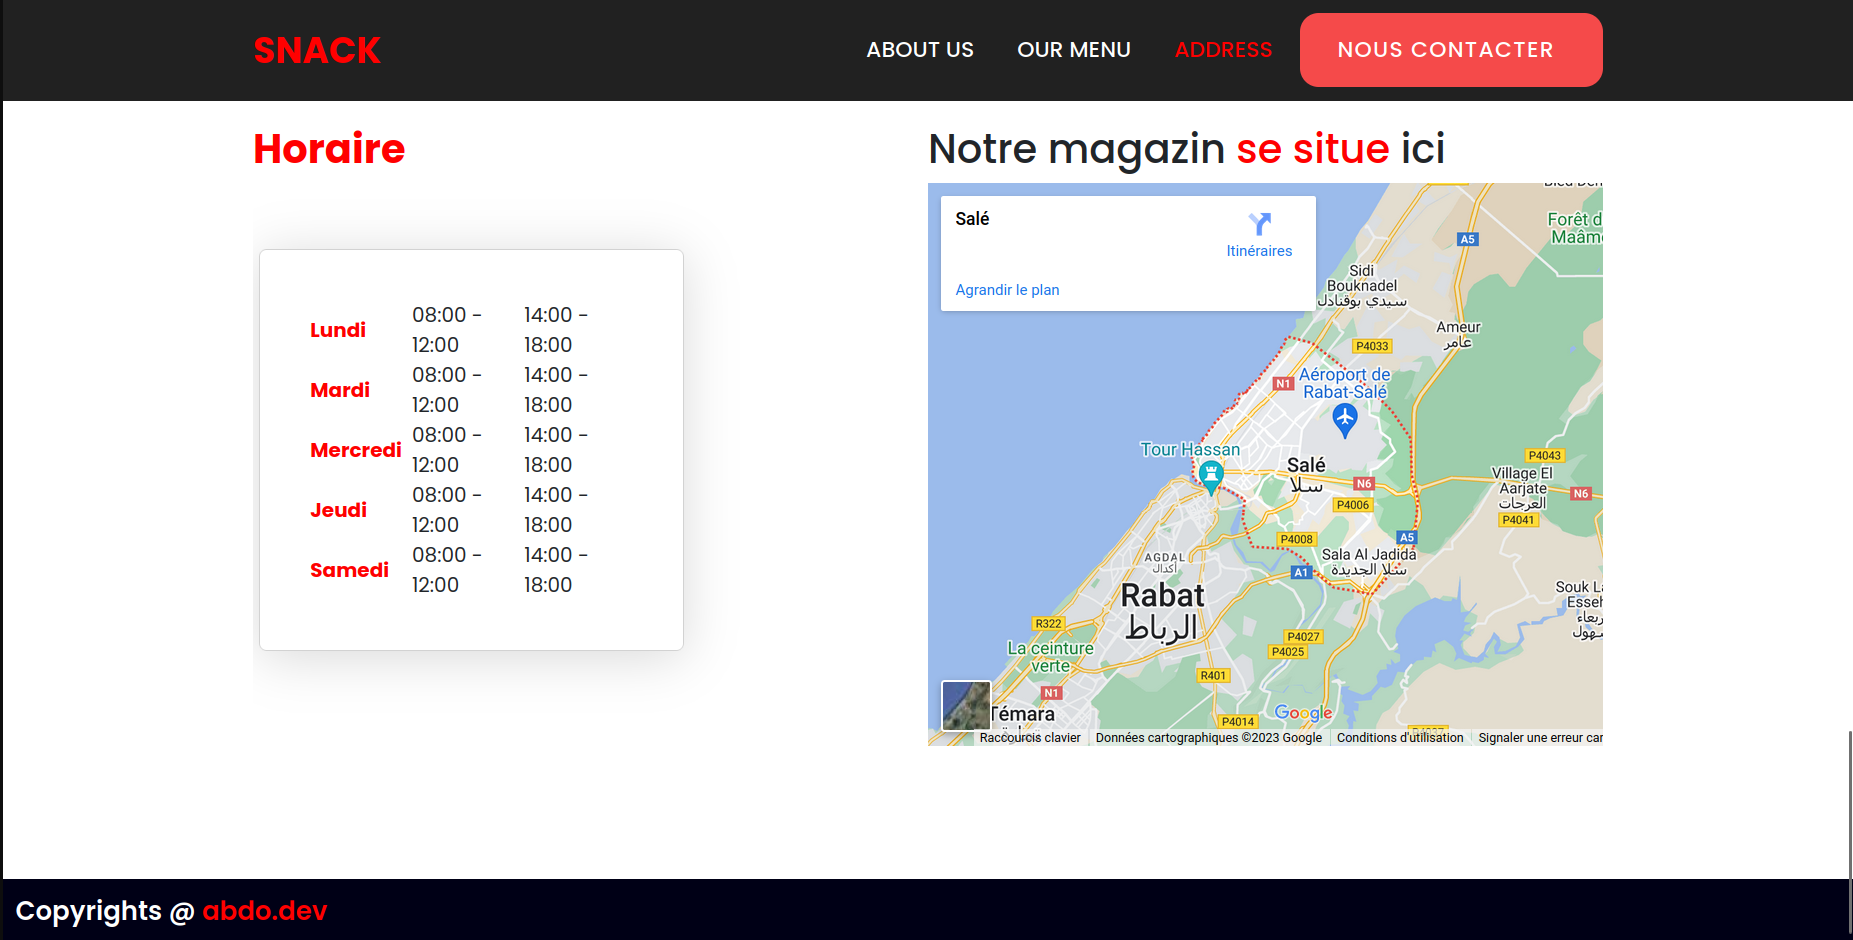 SNACK
ABOUT US
OUR MENU
ADDRESS
NOUS CONTACTER
Horaire
Lundi 08:00 - 14:00 -
12:00 18:00
Mardi 08:00 - 14:00 -
12:00 18:00
Mercredi 08:00 - 14:00 -
12:00 18:00
Jeudi 08:00 - 14:00 -
12:00 18:00
Samedi 08:00 - 14:00 -
12:00 18:00
Notre magazin se situe ici
Salé
Itinéraires
Agrandir le plan
A5
Forêt d
Maâm
Sidi
Bouknadel
سيدي بوقنادل
Ameur
عامر
P4033
N1
Aéroport de
Rabat-Salé
Tour Hassan
Salé
سلا
N6
P4006
P4043
Village El
Aarjate
العرجات
N6
P4041
P4008
A5
Sala Al Jadida
سلا الجديدة
A1
AGDAL
أكدال
Rabat
الرباط
Souk L
Esseh
R322
La ceinture
verte
P4027
P4025
R401
N1
Témara
P4014
Google
Raccourcis clavier
Données cartographiques ©2023 Google
Conditions d'utilisation
Signaler une erreur car
Copyrights @ abdo.dev